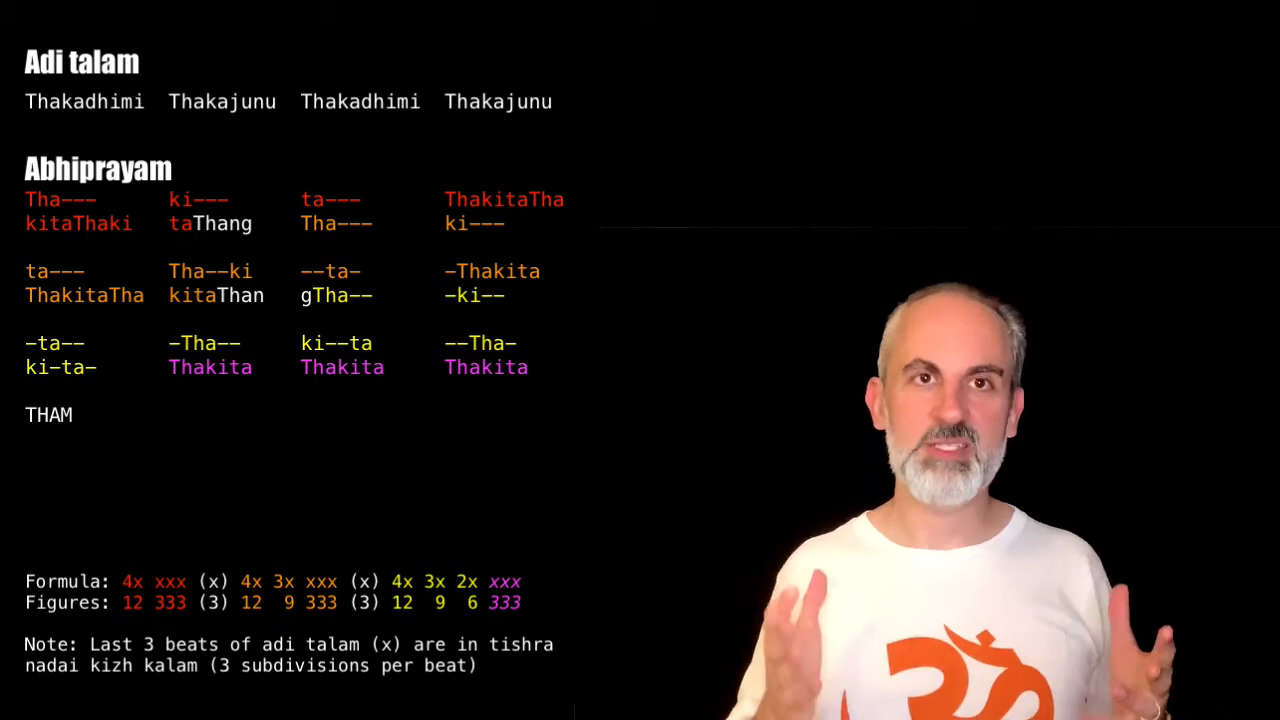 Adi talam
Thakadhimi Thakajunu Thakadhimi Thakajunu
Abhiprayam
Tha--- ki--- ta--- ThakitaTha
kitaThaki taThang Tha--- ki---
ta--- Tha--ki --ta- -Thakita
ThakitaTha kitaThan gTha-- -ki--
-ta-- -Tha-- ki--ta --Tha-
ki-ta- Thakita Thakita Thakita
THAM
Formula: 4x xxx (x) 4x 3x xxx (x) 4x 3x 2x xxx
Figures: 12 333 (3) 12 9 333 (3) 12 9 6 333
Note: Last 3 beats of adi talam (x) are in tishra
nadai kizh kalam (3 subdivisions per beat)
ॐ